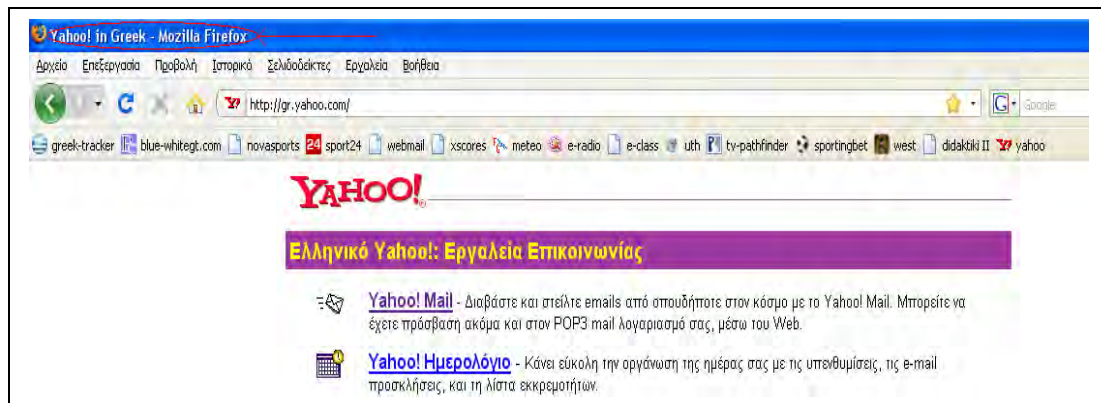 Yahoo! in Greek - Mozilla Firefox
Αρχείο Επεξεργασία Προβολή Ιστορικό Σελιδοδείκτες Εργαλεία Βοήθεια
http://gr.yahoo.com/ G Google
greek-tracker blue-whitegt.com novasports 24 sport24 webmail xscores meteo e-radio e-class uth tv-pathfinder sportingbet west didaktiki II yahoo
YAHOO!
Ελληνικό Yahoo!: Εργαλεία Επικοινωνίας
Yahoo! Mail - Διαβάστε και στείλτε emails από οπουδήποτε στον κόσμο με το Yahoo! Mail. Μπορείτε να
έχετε πρόσβαση ακόμα και στον POP3 mail λογαριασμό σας, μέσω του Web.
Yahoo! Ημερολόγιο - Κάνει εύκολη την οργάνωση της ημέρας σας με τις υπενθυμίσεις, τις e-mail
προσκλήσεις, και τη λίστα εκκρεμοτήτων.